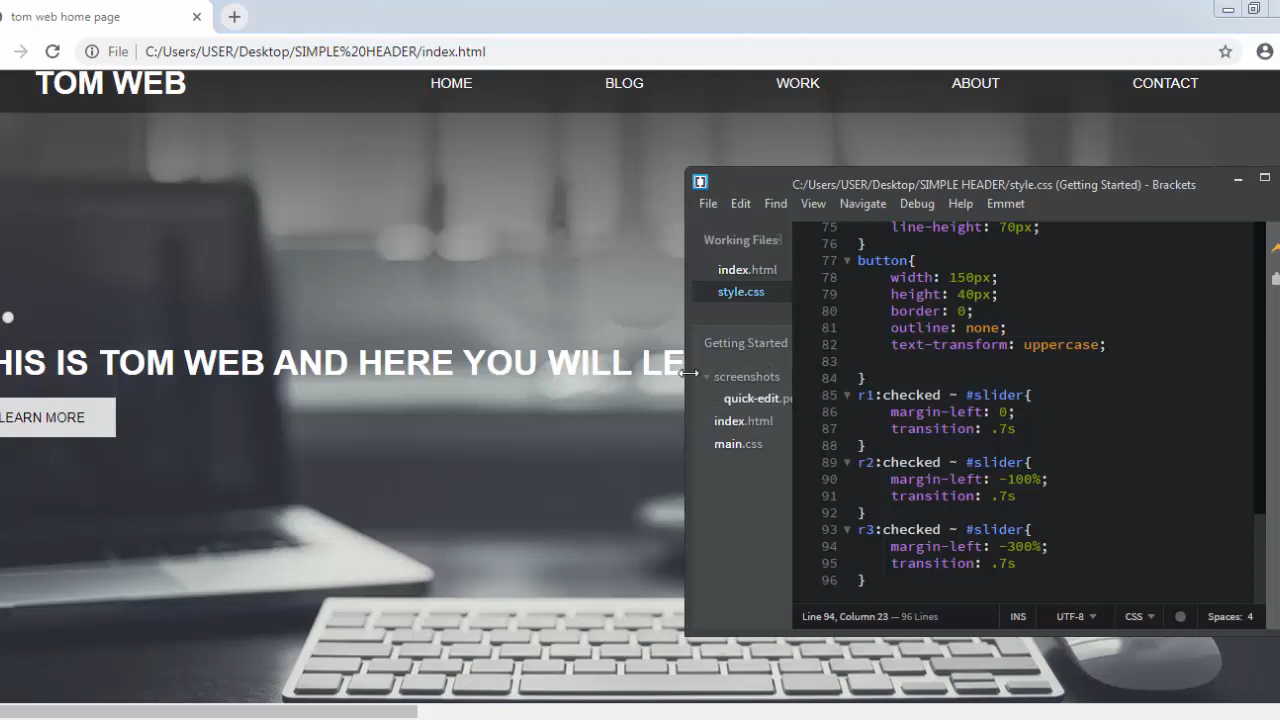 tom web home page
File C:/Users/USER/Desktop/SIMPLE%20HEADER/index.html
TOM WEB HOME BLOG WORK ABOUT CONTACT
HIS IS TOM WEB AND HERE YOU WILL LE
LEARN MORE
C:/Users/USER/Desktop/SIMPLE HEADER/style.css (Getting Started) - Brackets
File Edit Find View Navigate Debug Help Emmet
Working Files
index.html
style.css
Getting Started
screenshots
quick-edit.p
index.html
main.css
75 line-height: 70px;
76 }
77 button{
78 width: 150px;
79 height: 40px;
80 border: 0;
81 outline: none;
82 text-transform: uppercase;
83
84 }
85 r1:checked ~ #slider{
86 margin-left: 0;
87 transition: .7s
88 }
89 r2:checked ~ #slider{
90 margin-left: -100%;
91 transition: .7s
92 }
93 r3:checked ~ #slider{
94 margin-left: -300%;
95 transition: .7s
96 }
Line 94, Column 23 — 96 Lines INS UTF-8 CSS Spaces: 4